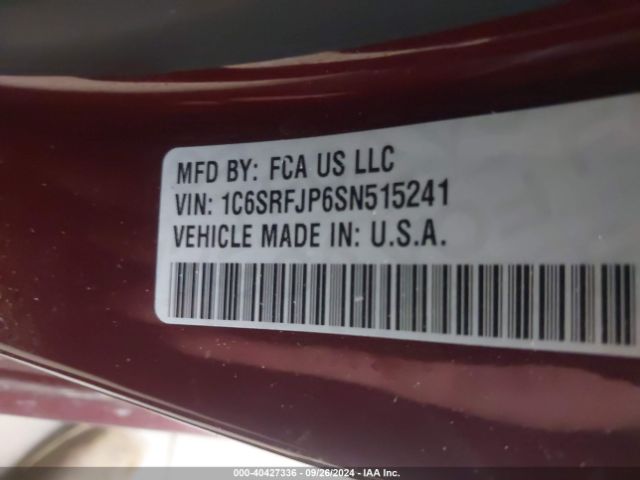 MFD BY: FCA US LLC
VIN: 1C6SRFJP6SN515241
VEHICLE MADE IN: U.S.A.
000-40427336 - 09/26/2024 - IAA Inc.